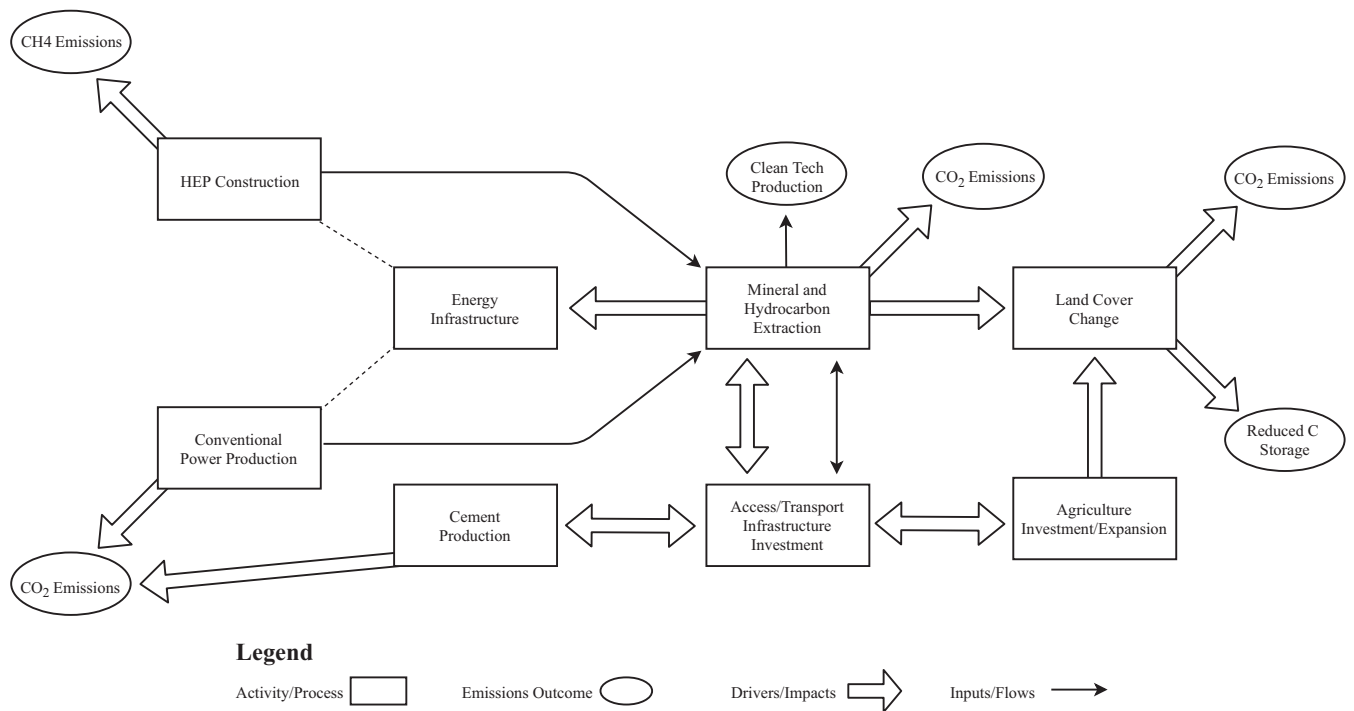 CH4 Emissions
HEP Construction
Clean Tech
Production
CO₂ Emissions
CO₂ Emissions
Energy
Infrastructure
Mineral and
Hydrocarbon
Extraction
Land Cover
Change
Conventional
Power Production
Reduced C
Storage
Cement
Production
Access/Transport
Infrastructure
Investment
Agriculture
Investment/Expansion
CO₂ Emissions
Legend
Activity/Process
Emissions Outcome
Drivers/Impacts
Inputs/Flows